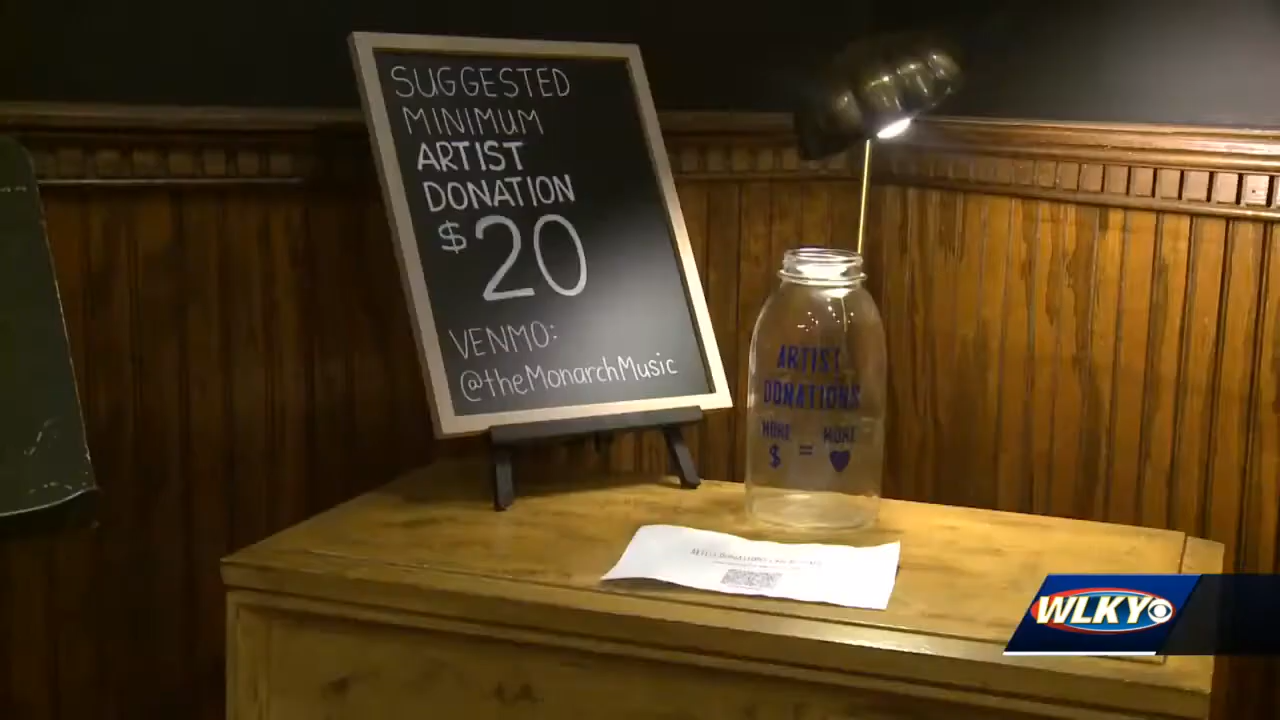 SUGGESTED
MINIMUM
ARTIST
DONATION
$20
VENMO:
@theMonarchMusic
ARTIST
DONATIONS
MORE MORE
$ =
WLKY